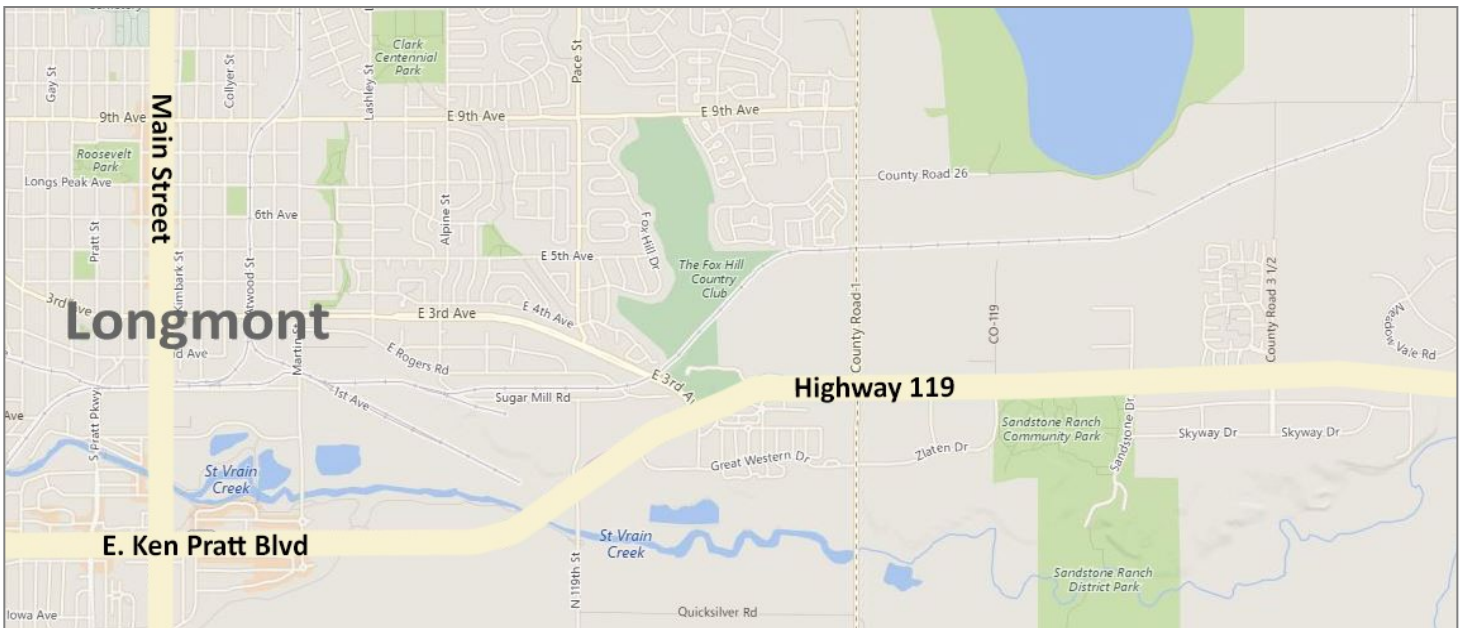 Clark
Centennial
Park
Gay St
Collyer St
Lashley St
Pace St
Main Street
9th Ave
E 9th Ave
E 9th Ave
Roosevelt
Park
Longs Peak Ave
County Road 26
6th Ave
Alpine St
Pratt St
Fox Hill Dr
E 5th Ave
Kimbark St
Atwood St
The Fox Hill
Country
Club
3rd Ave
Longmont
E 3rd Ave
E 4th Ave
County Road 1
CO-119
County Road 3 1/2
Meadow Vale Rd
Martin St
E Rogers Rd
E 3rd A
Highway 119
1st Ave
Sugar Mill Rd
Ave
S Pratt Pkwy
Sandstone Ranch
Community Park
Sandstone Dr
Skyway Dr
Skyway Dr
Zlaten Dr
Great Western Dr
St Vrain
Creek
E. Ken Pratt Blvd
St Vrain
Creek
N 119th St
Sandstone Ranch
District Park
Iowa Ave
Quicksilver Rd